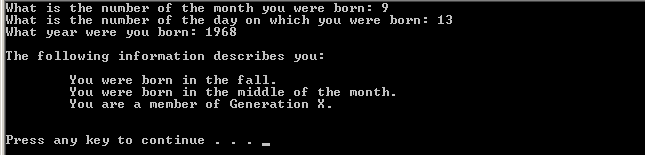 What is the number of the month you were born: 9
What is the number of the day on which you were born: 13
What year were you born: 1968
The following information describes you:
You were born in the fall.
You were born in the middle of the month.
You are a member of Generation X.
Press any key to continue . . . _